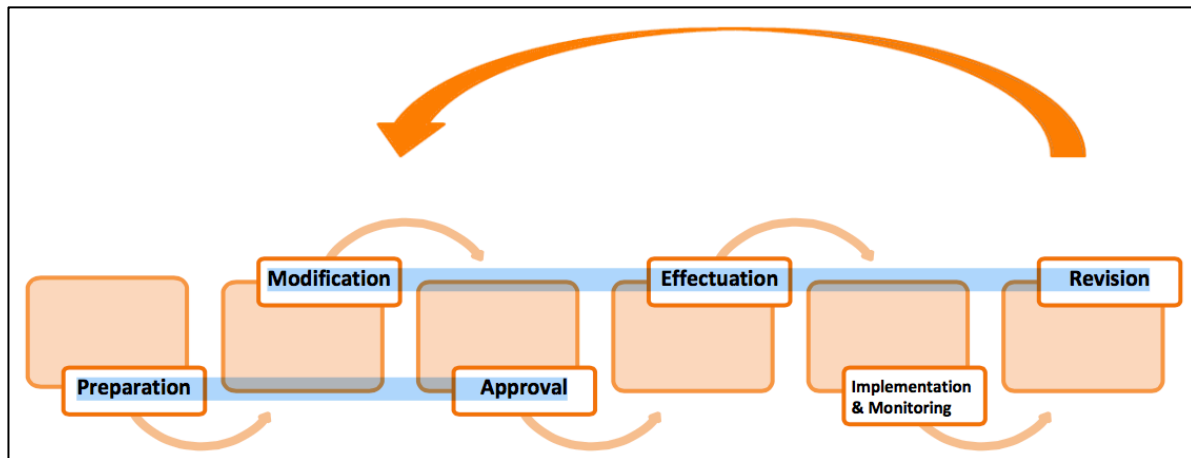 Modification
Effectuation
Revision
Preparation
Approval
Implementation
& Monitoring